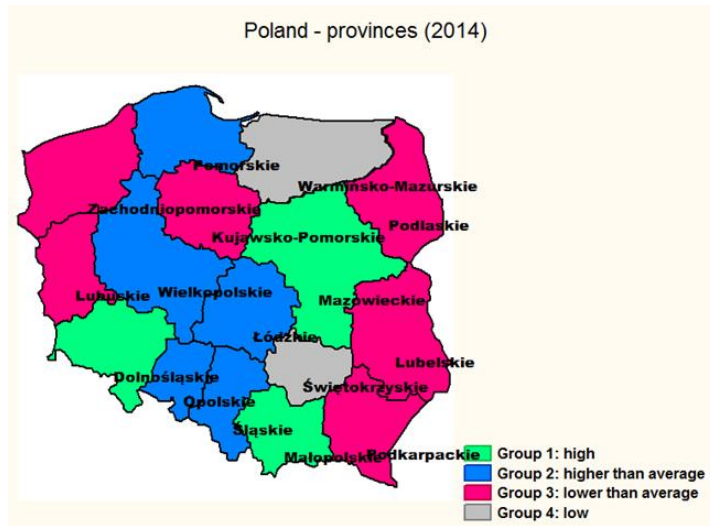 Poland - provinces (2014)
Pomorskie
Warmińsko-Mazurskie
Zachodniopomorskie
Podlaskie
Kujawsko-Pomorskie
Lubuskie
Wielkopolskie
Mazowieckie
Łódzkie
Lubelskie
Dolnośląskie
Świętokrzyskie
Opolskie
Śląskie
Małopolskie
Podkarpackie
Group 1: high
Group 2: higher than average
Group 3: lower than average
Group 4: low